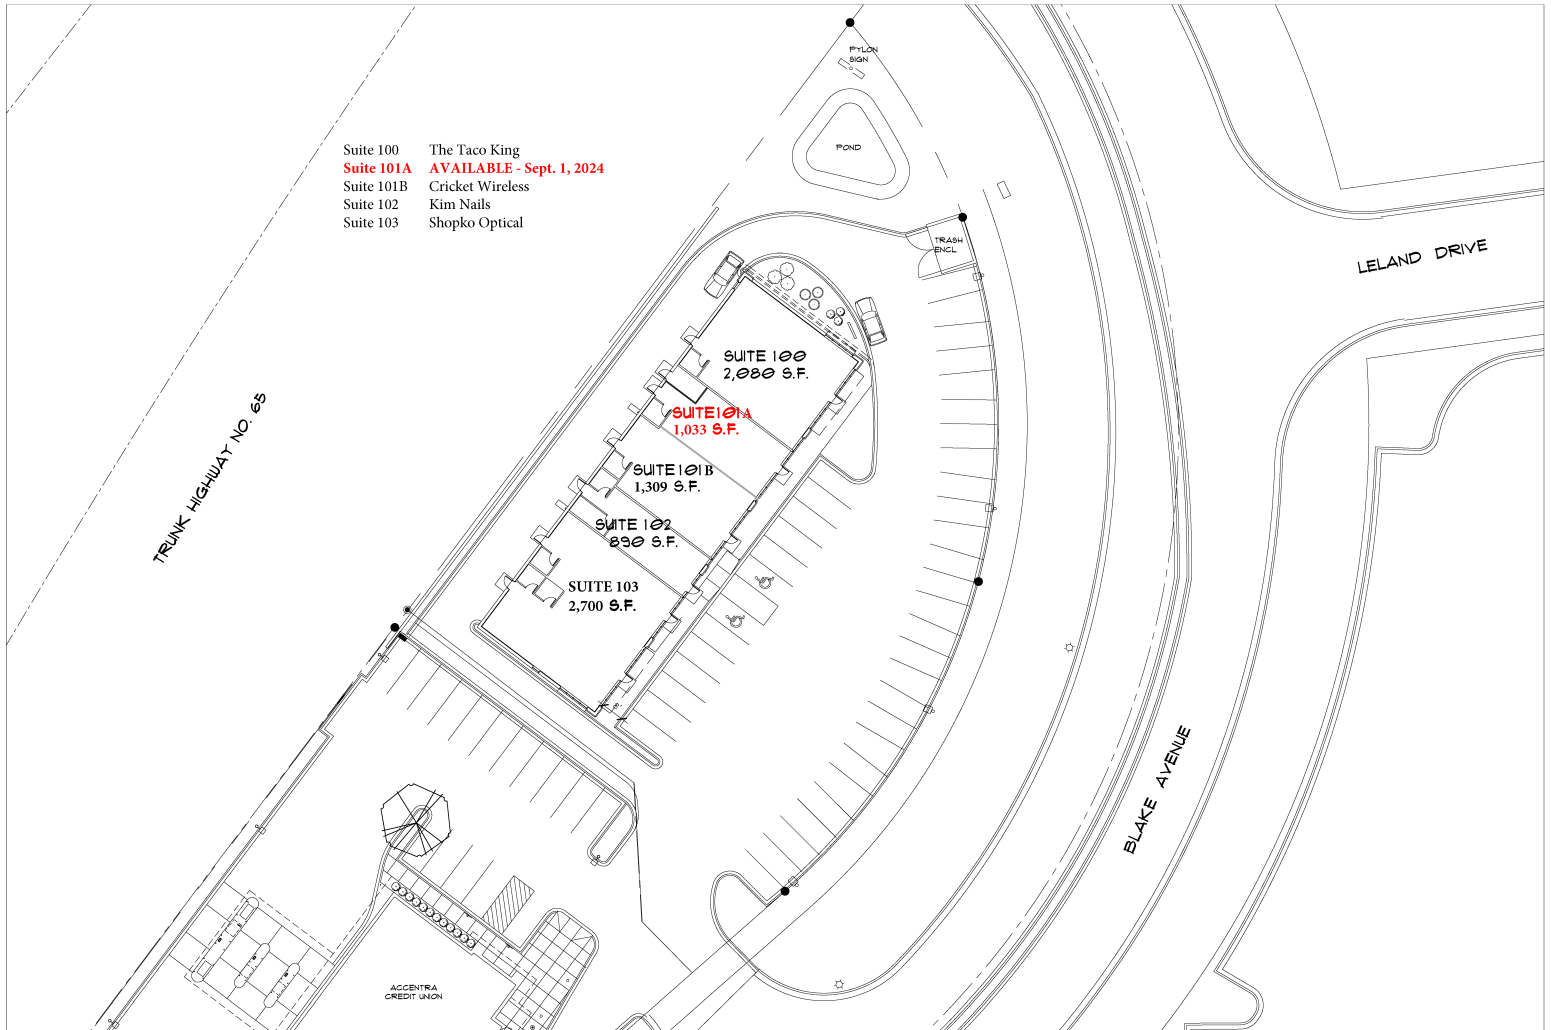 PYLON
SIGN
POND
Suite 100 The Taco King
Suite 101A AVAILABLE - Sept. 1, 2024
Suite 101B Cricket Wireless
Suite 102 Kim Nails
Suite 103 Shopko Optical
TRASH
ENCL
LELAND DRIVE
SUITE 100
2,080 S.F.
SUITE 101A
1,033 S.F.
SUITE 101B
1,309 S.F.
SUITE 102
890 S.F.
SUITE 103
2,700 S.F.
TRUNK HIGHWAY NO. 65
BLAKE AVENUE
ACCENTRA
CREDIT UNION